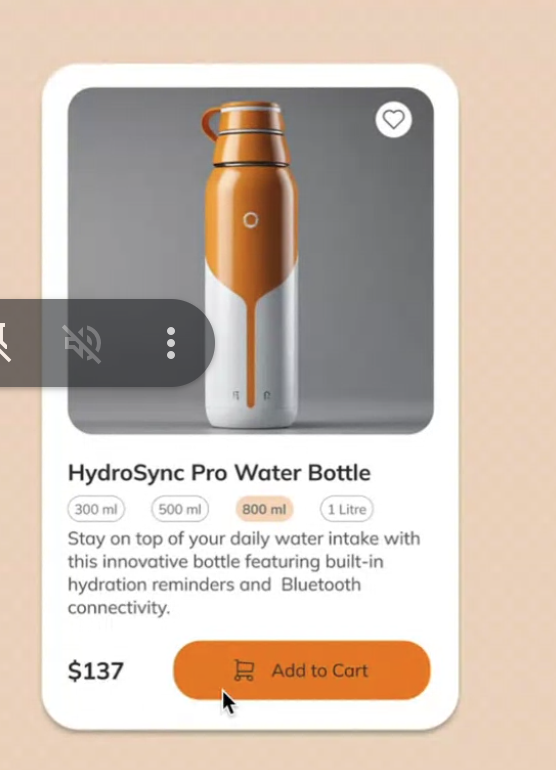 HydroSync Pro Water Bottle
300 ml 500 ml 800 ml 1 Litre
Stay on top of your daily water intake with
this innovative bottle featuring built-in
hydration reminders and Bluetooth
connectivity.
$137 Add to Cart